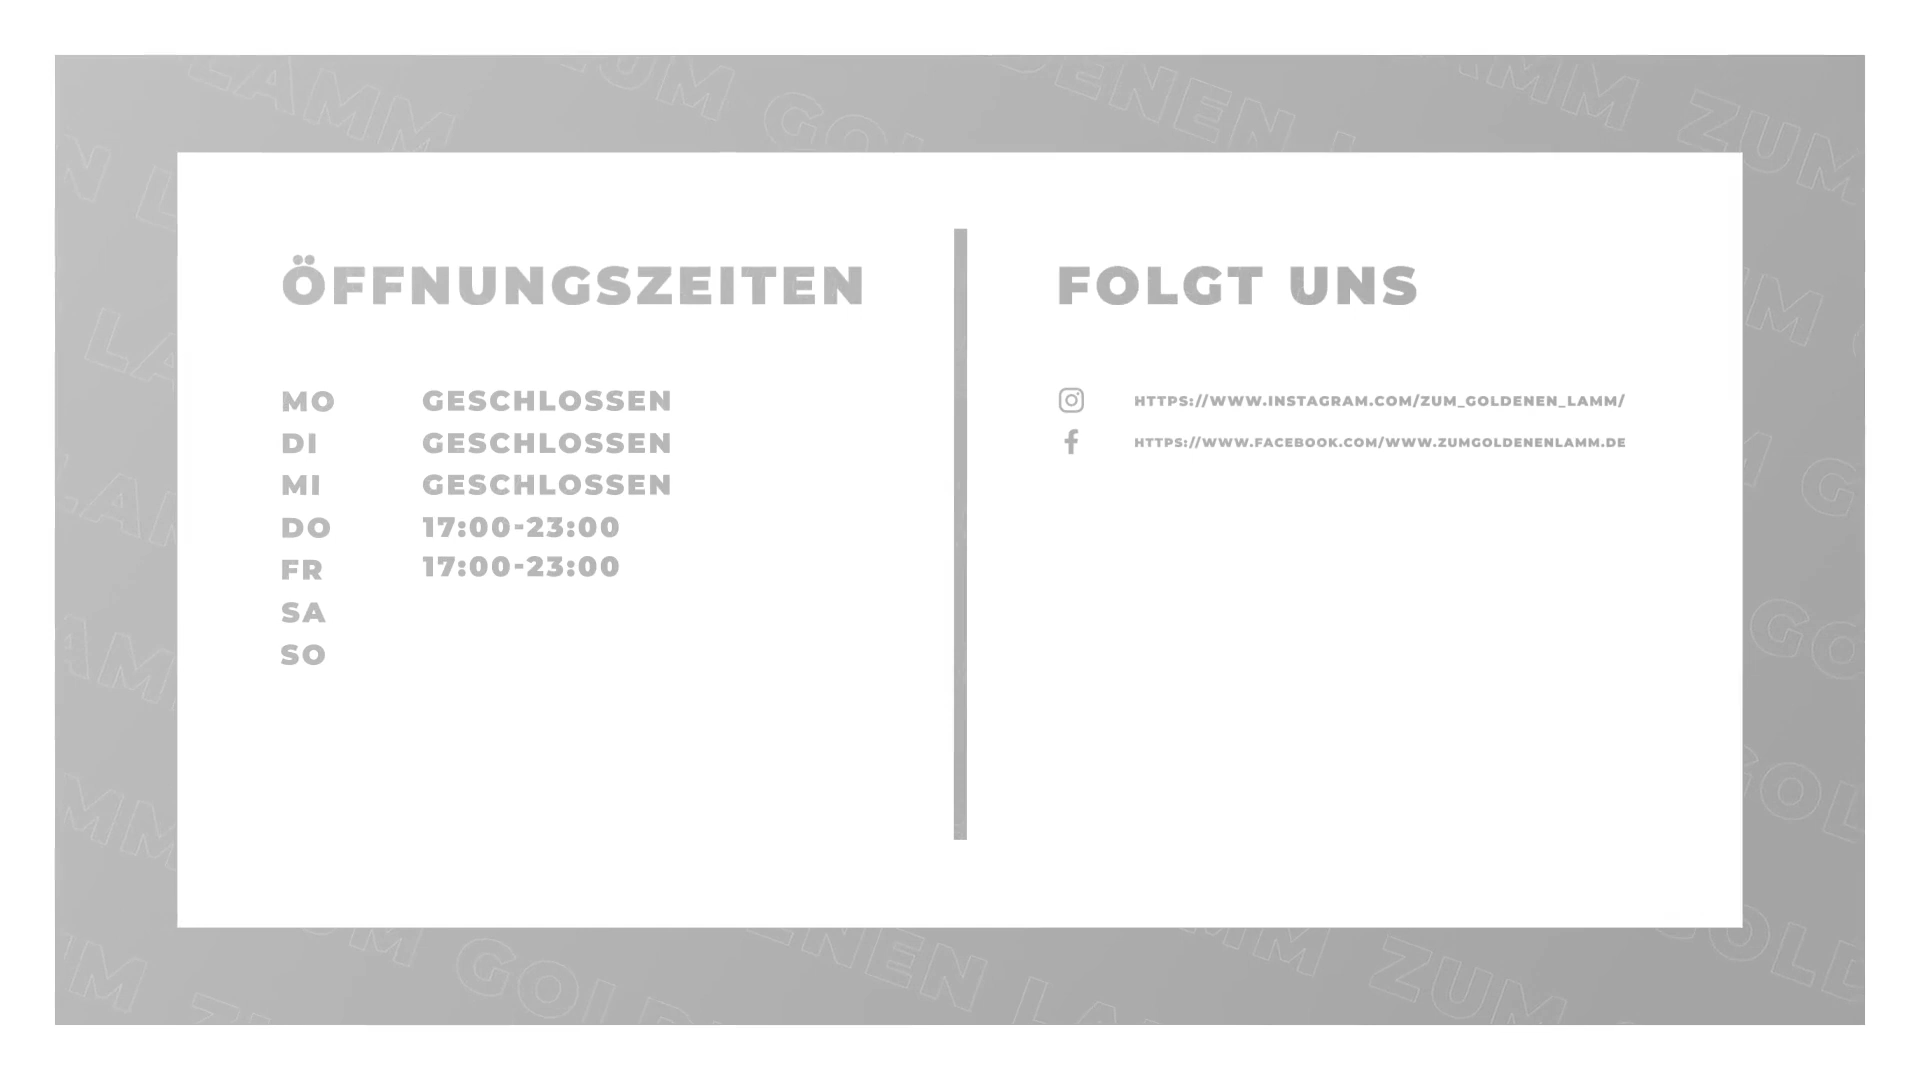 ÖFFNUNGSZEITEN
MO GESCHLOSSEN
DI GESCHLOSSEN
MI GESCHLOSSEN
DO 17:00-23:00
FR 17:00-23:00
SA
SO
FOLGT UNS
HTTPS://WWW.INSTAGRAM.COM/ZUM_GOLDENEN_LAMM/
HTTPS://WWW.FACEBOOK.COM/WWW.ZUMGOLDENENLAMM.DE